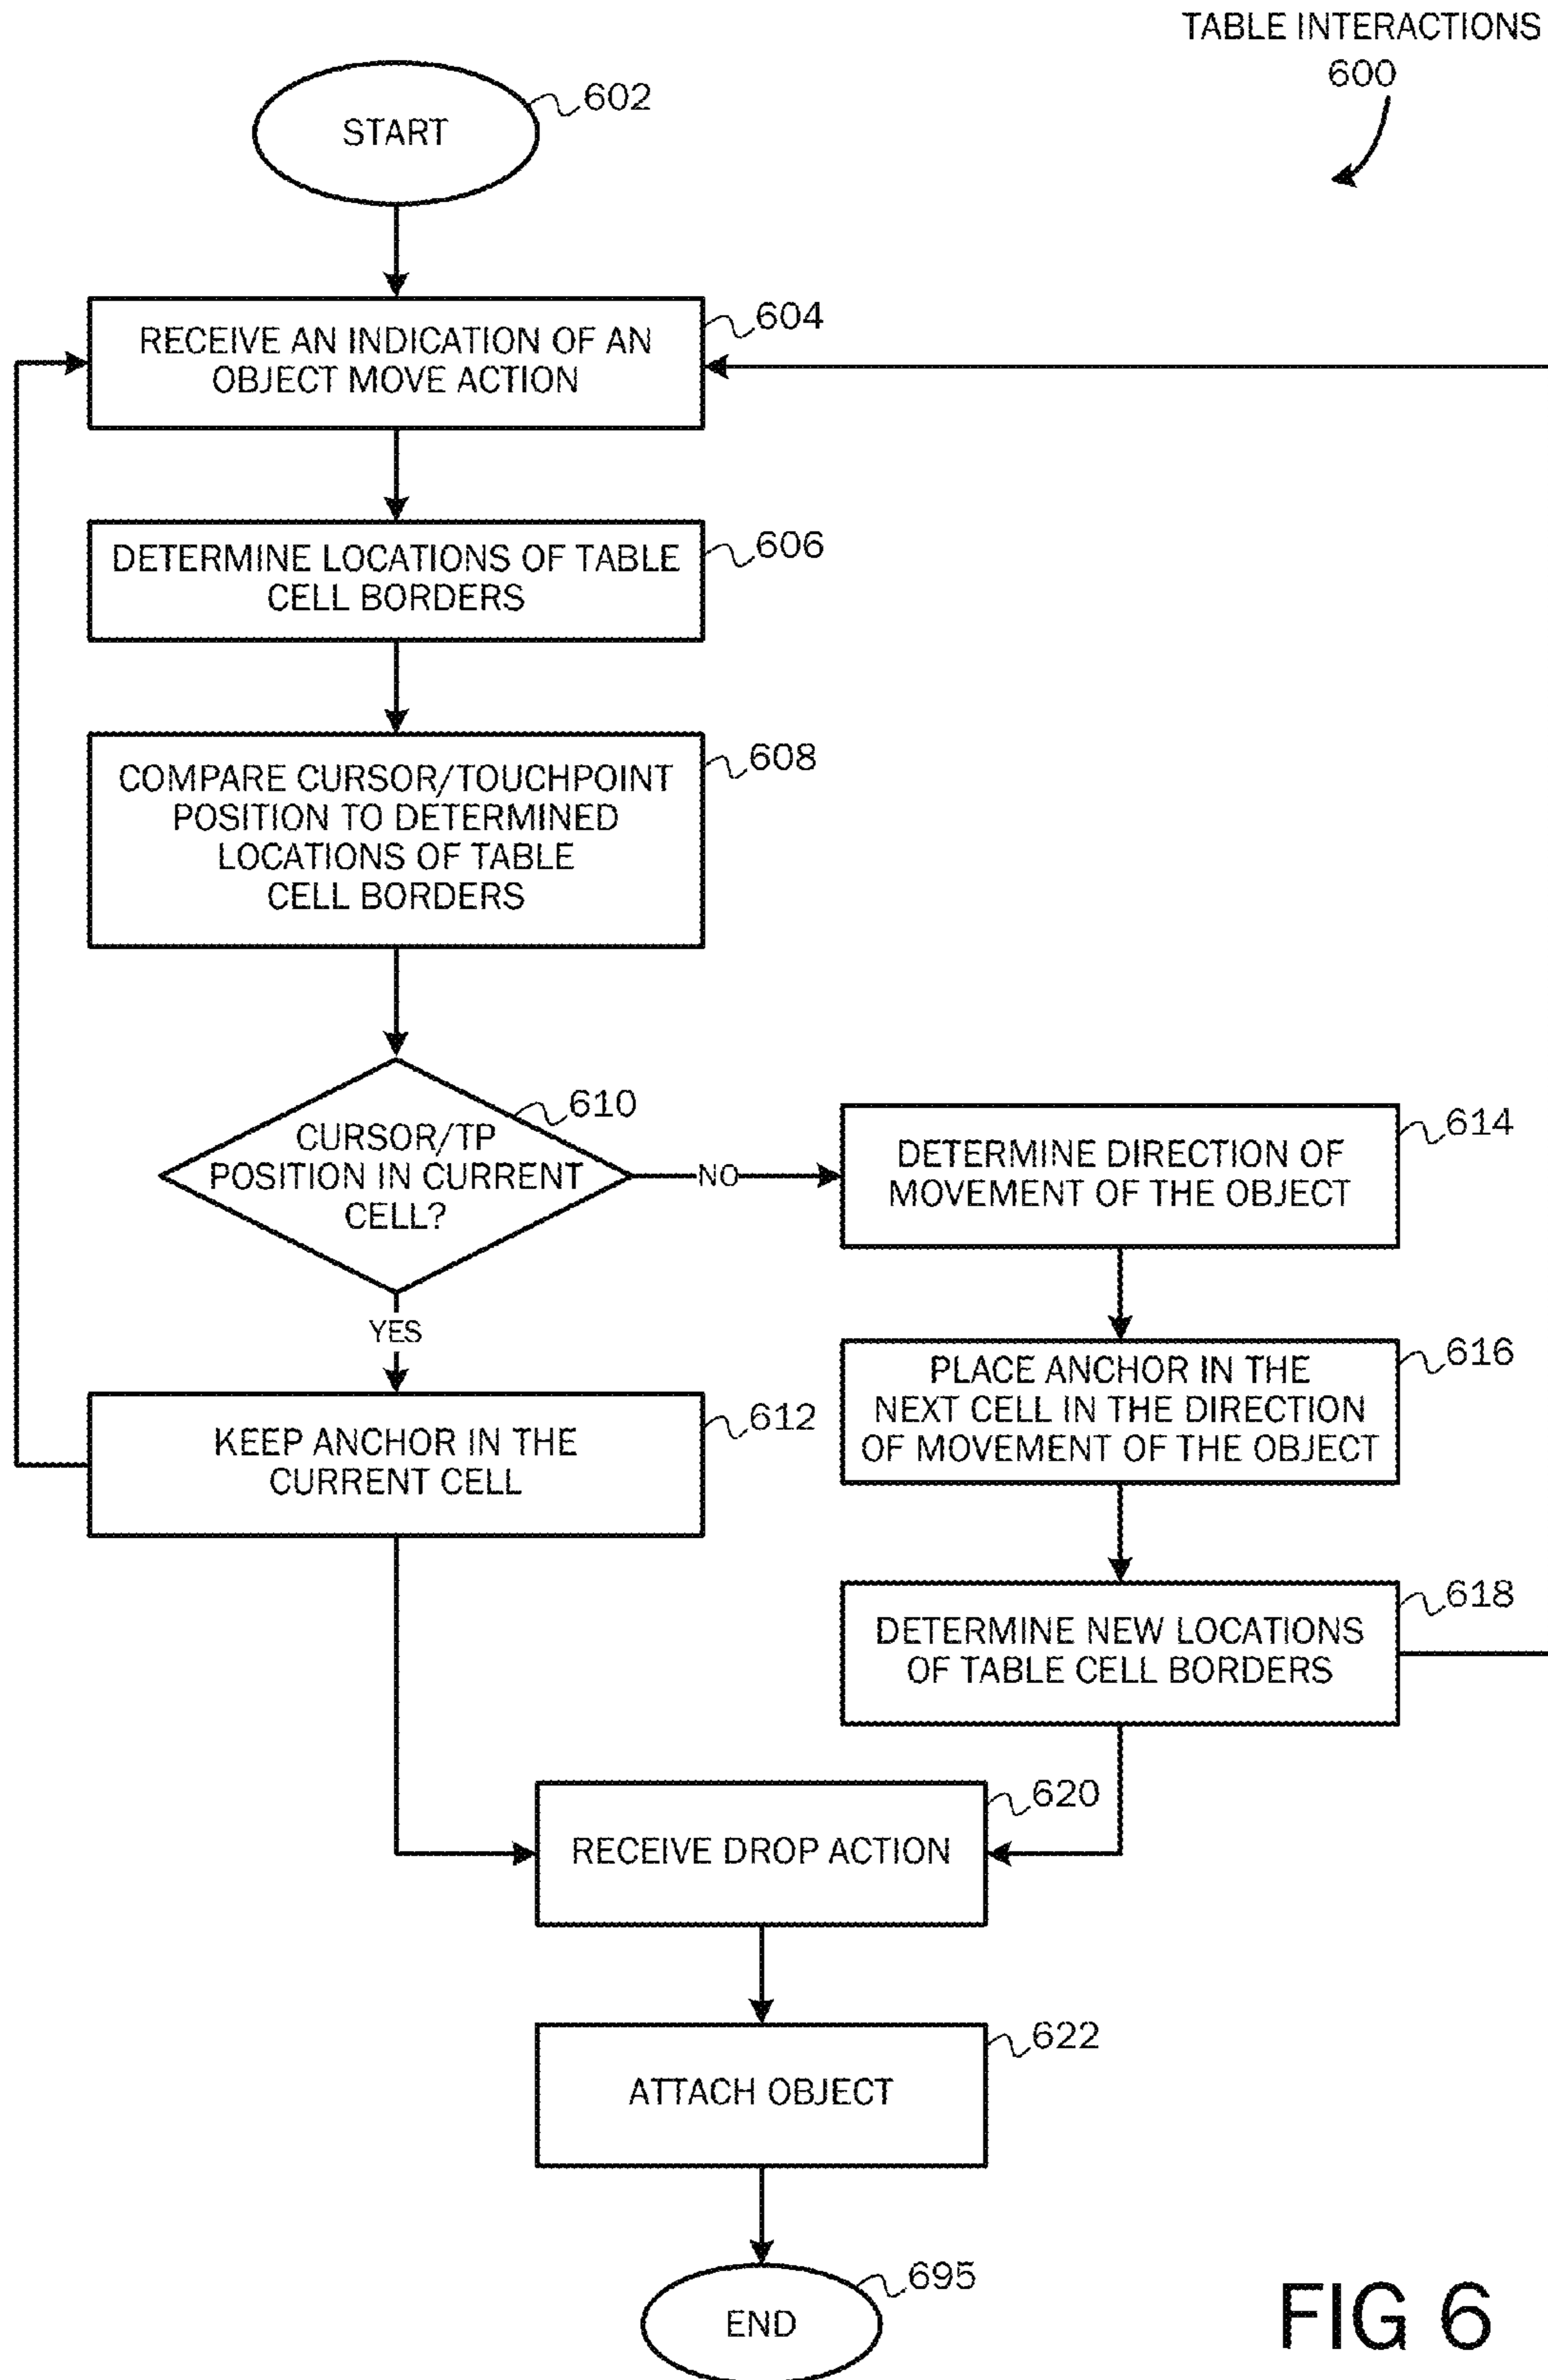 TABLE INTERACTIONS
600
START
602
RECEIVE AN INDICATION OF AN
OBJECT MOVE ACTION
604
DETERMINE LOCATIONS OF TABLE
CELL BORDERS
606
COMPARE CURSOR/TOUCHPOINT
POSITION TO DETERMINED
LOCATIONS OF TABLE
CELL BORDERS
608
CURSOR/TP
POSITION IN CURRENT
CELL?
610
NO
YES
DETERMINE DIRECTION OF
MOVEMENT OF THE OBJECT
614
KEEP ANCHOR IN THE
CURRENT CELL
612
PLACE ANCHOR IN THE
NEXT CELL IN THE DIRECTION
OF MOVEMENT OF THE OBJECT
616
DETERMINE NEW LOCATIONS
OF TABLE CELL BORDERS
618
RECEIVE DROP ACTION
620
ATTACH OBJECT
622
END
695
FIG 6